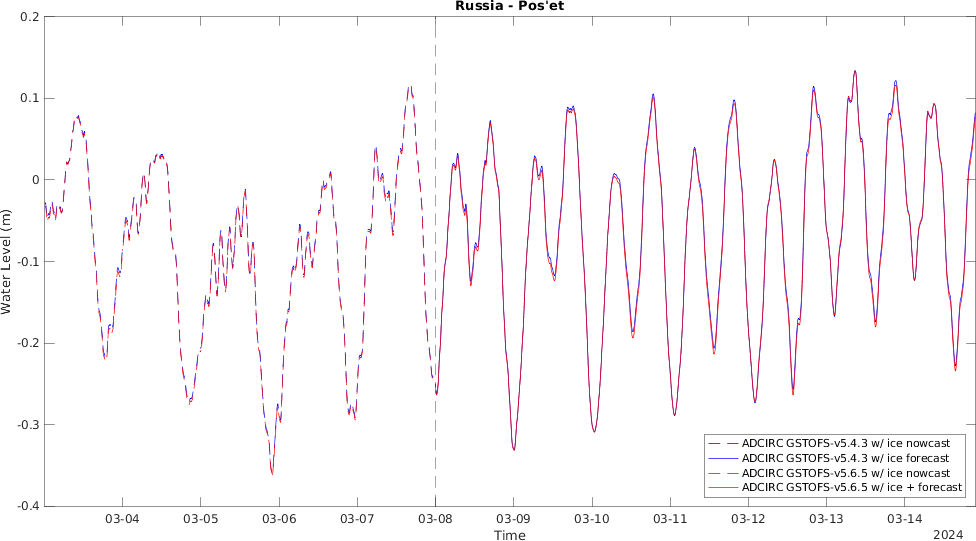 Russia - Pos'et
0.2
0.1
0
-0.1
-0.2
-0.3
-0.4
Water Level (m)
03-04 03-05 03-06 03-07 03-08 03-09 03-10 03-11 03-12 03-13 03-14
Time
2024
ADCIRC GSTOFS-v5.4.3 w/ ice nowcast
ADCIRC GSTOFS-v5.4.3 w/ ice forecast
ADCIRC GSTOFS-v5.6.5 w/ ice nowcast
ADCIRC GSTOFS-v5.6.5 w/ ice + forecast